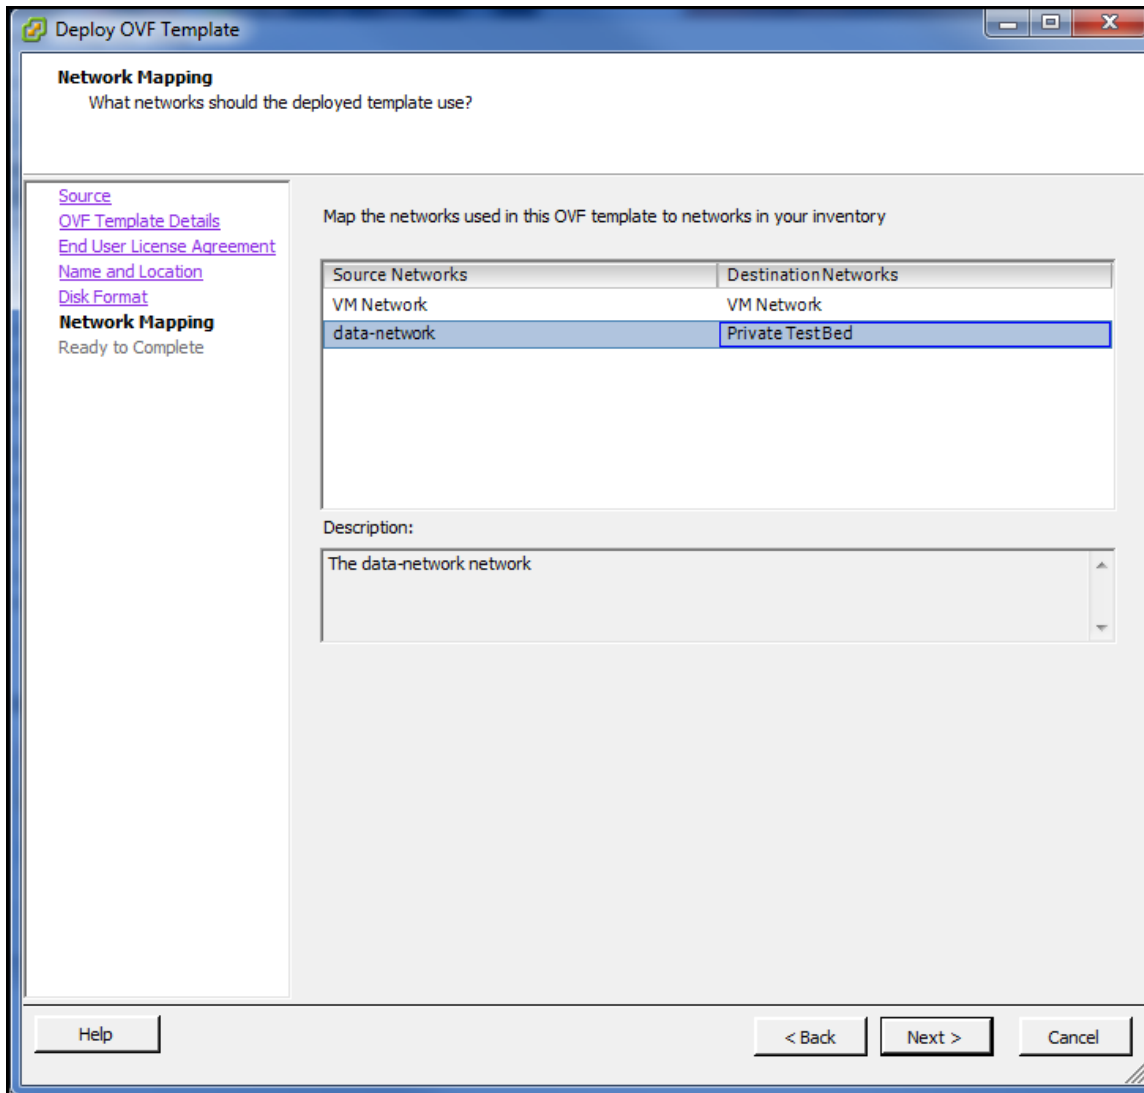 Deploy OVF Template
Network Mapping
What networks should the deployed template use?
Source
OVF Template Details
End User License Agreement
Name and Location
Disk Format
Network Mapping
Ready to Complete
Map the networks used in this OVF template to networks in your inventory
Source Networks Destination Networks
VM Network VM Network
data-network Private TestBed
Description:
The data-network network
Help < Back Next > Cancel